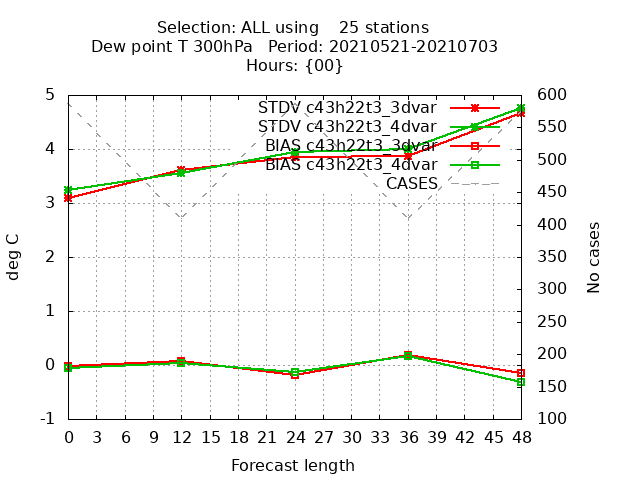 Selection: ALL using 25 stations
Dew point T 300hPa Period: 20210521-20210703
Hours: {00}
STDV c43h22t3_3dvar
STDV c43h22t3_4dvar
BIAS c43h22t3_3dvar
BIAS c43h22t3_4dvar
CASES
deg C
5
4
3
2
1
0
-1
600
550
500
450
400
350
300
250
200
150
100
No cases
0 3 6 9 12 15 18 21 24 27 30 33 36 39 42 45 48
Forecast length